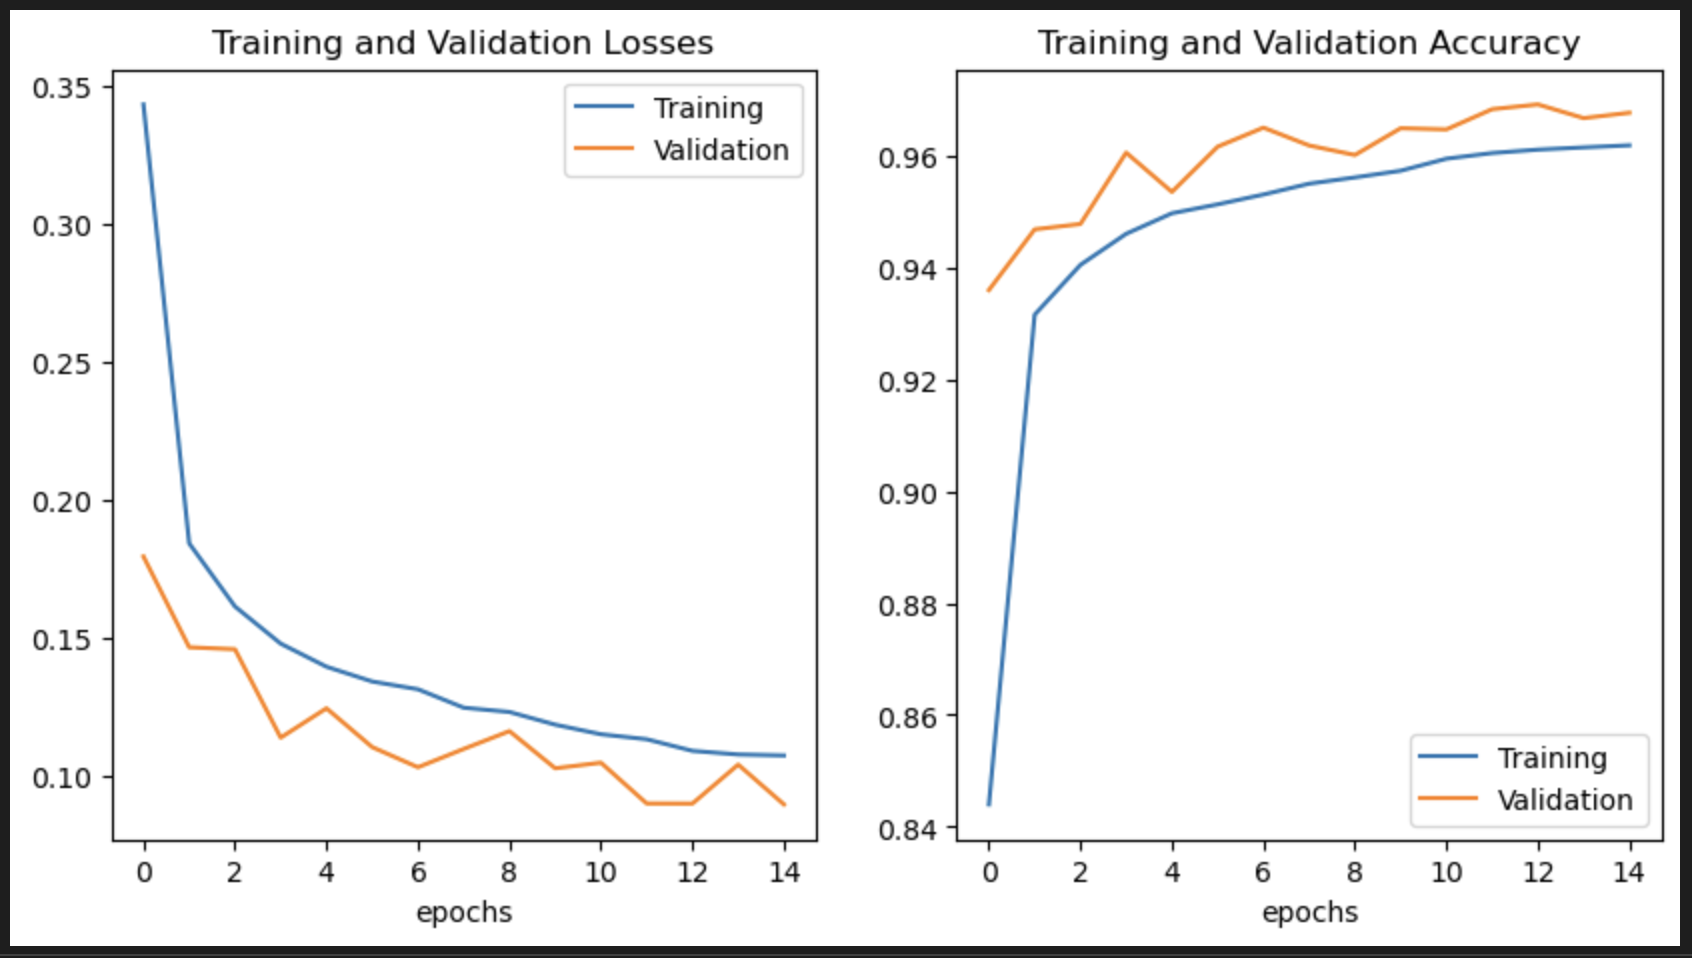 Training and Validation Losses
0.35
0.30
0.25
0.20
0.15
0.10
0 2 4 6 8 10 12 14
epochs
Training
Validation
Training and Validation Accuracy
0.96
0.94
0.92
0.90
0.88
0.86
0.84
0 2 4 6 8 10 12 14
epochs
Training
Validation